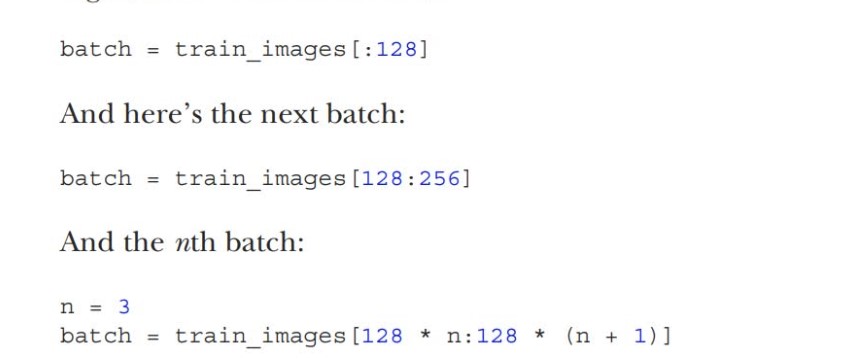 batch = train_images[:128]
And here’s the next batch:
batch = train_images[128:256]
And the nth batch:
n = 3
batch = train_images[128 * n:128 * (n + 1)]